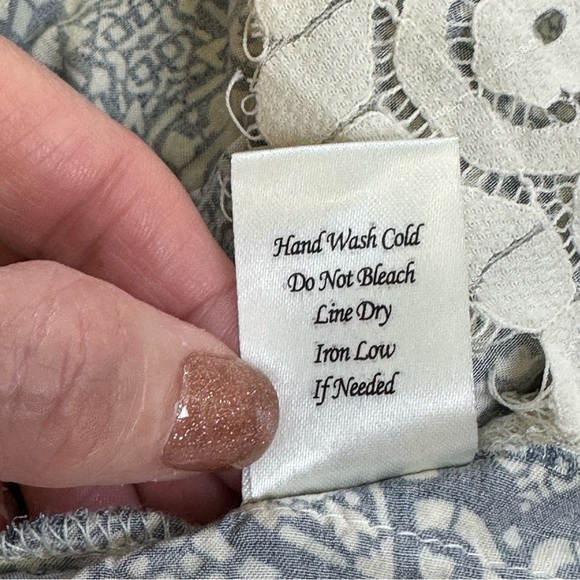 Hand Wash Cold
Do Not Bleach
Line Dry
Iron Low
If Needed